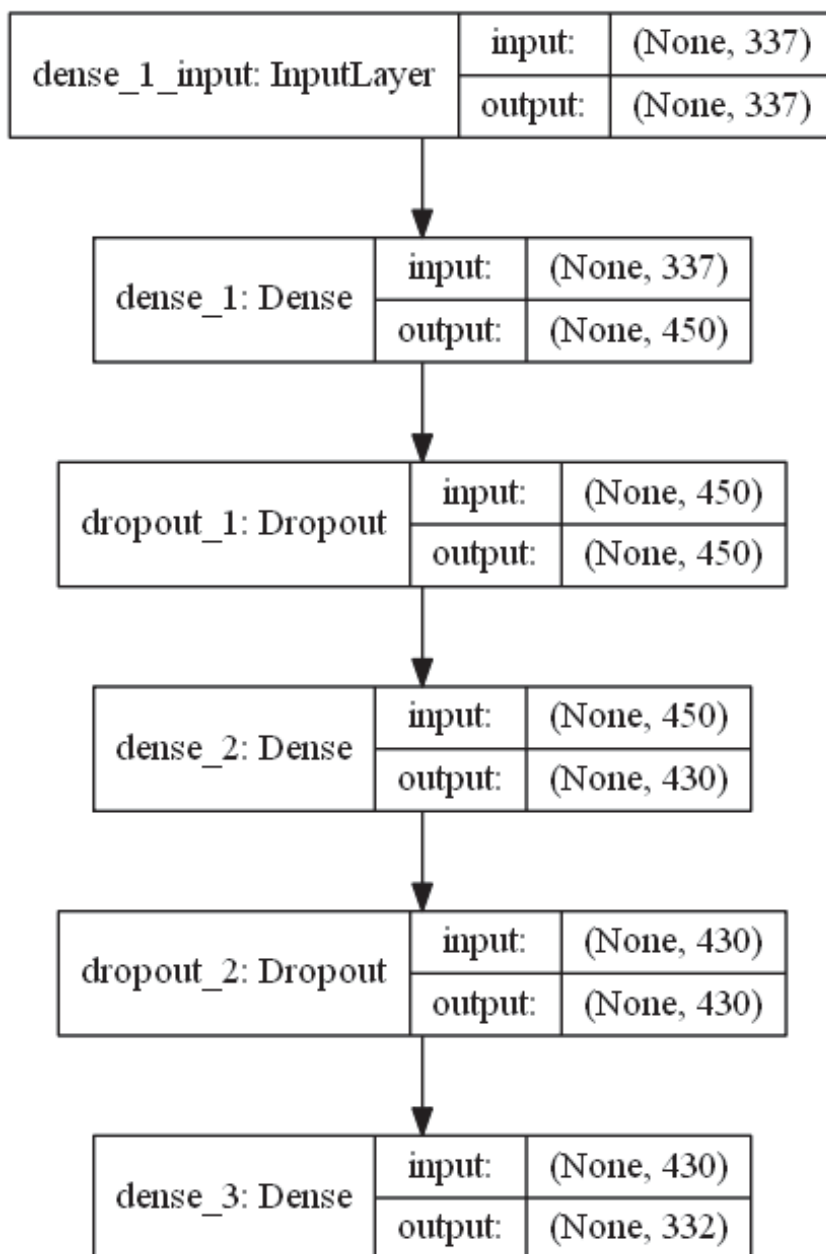 dense_1_input: InputLayer
input: (None, 337)
output: (None, 337)
dense_1: Dense
input: (None, 337)
output: (None, 450)
dropout_1: Dropout
input: (None, 450)
output: (None, 450)
dense_2: Dense
input: (None, 450)
output: (None, 430)
dropout_2: Dropout
input: (None, 430)
output: (None, 430)
dense_3: Dense
input: (None, 430)
output: (None, 332)